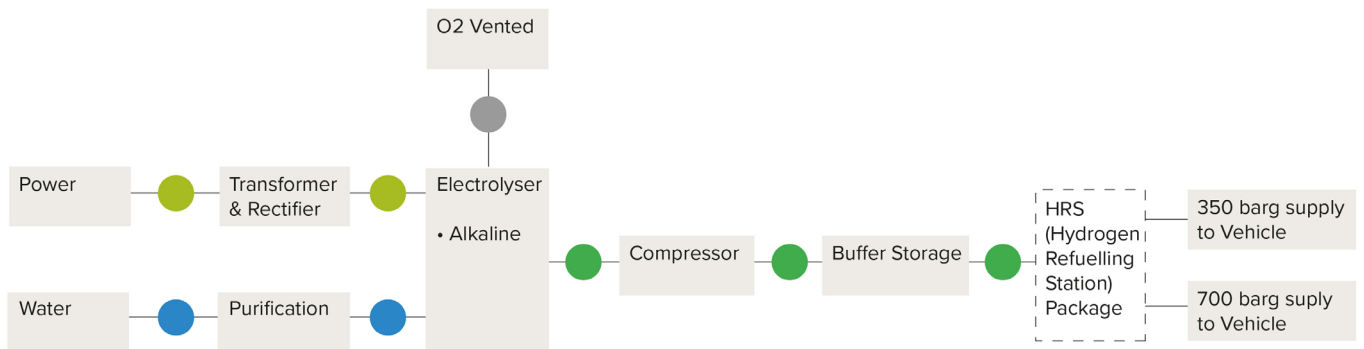 O2 Vented
Power
Transformer
& Rectifier
Electrolyser
• Alkaline
Water
Purification
Compressor
Buffer Storage
HRS
(Hydrogen
Refuelling
Station)
Package
350 barg supply
to Vehicle
700 barg suply
to Vehicle